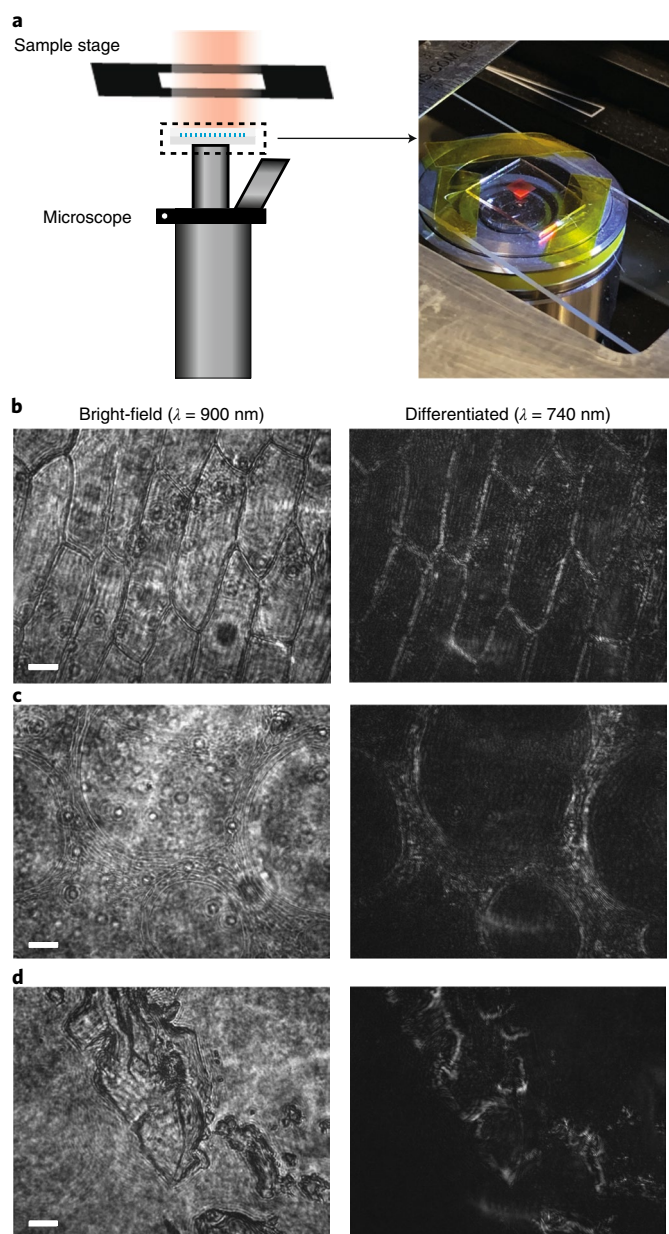 a
Sample stage
Microscope
b
Bright-field (λ = 900 nm)
Differentiated (λ = 740 nm)
c
d